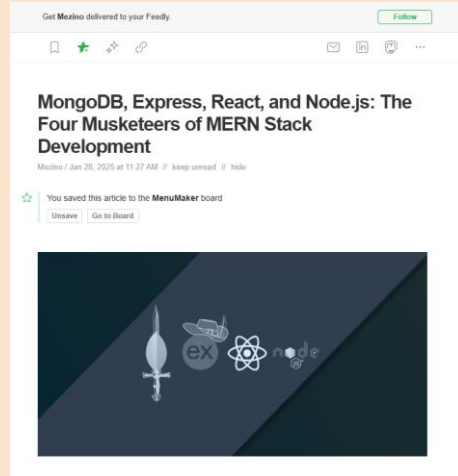 Get Mezino delivered to your Feedly.
Follow
MongoDB, Express, React, and Node.js: The
Four Musketeers of MERN Stack
Development
Mezino / Jan 28, 2025 at 11:27 AM // keep unread // hide
You saved this article to the MenuMaker board
Unsave Go to Board
ex node
JS